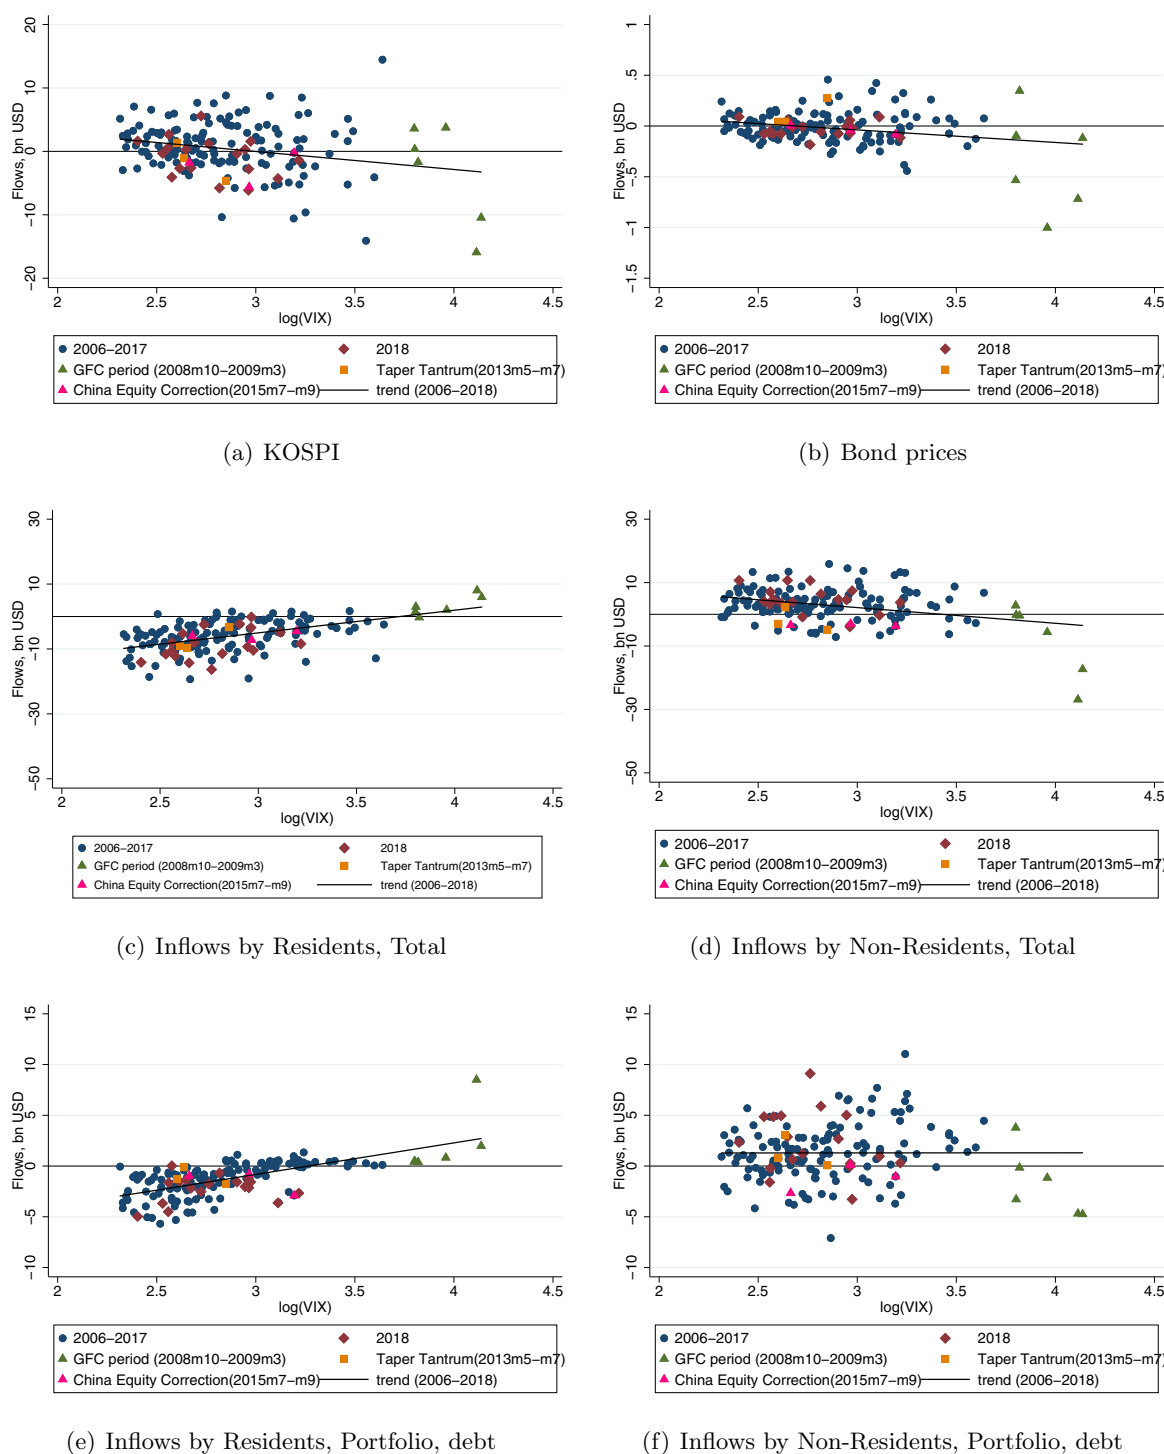 20
10
0
−10
−20
Flows, bn USD
2
2.5
3
3.5
4
4.5
log(VIX)
2006−2017
2018
GFC period (2008m10−2009m3)
Taper Tantrum(2013m5−m7)
China Equity Correction(2015m7−m9)
trend (2006−2018)
(a) KOSPI
1
.5
0
−.5
−1
−1.5
Flows, bn USD
2
2.5
3
3.5
4
4.5
log(VIX)
2006−2017
2018
GFC period (2008m10−2009m3)
Taper Tantrum(2013m5−m7)
China Equity Correction(2015m7−m9)
trend (2006−2018)
(b) Bond prices
30
10
−10
−30
−50
Flows, bn USD
2
2.5
3
3.5
4
4.5
log(VIX)
2006−2017
2018
GFC period (2008m10−2009m3)
Taper Tantrum(2013m5−m7)
China Equity Correction(2015m7−m9)
trend (2006−2018)
(c) Inflows by Residents, Total
30
10
−10
−30
−50
Flows, bn USD
2
2.5
3
3.5
4
4.5
log(VIX)
2006−2017
2018
GFC period (2008m10−2009m3)
Taper Tantrum(2013m5−m7)
China Equity Correction(2015m7−m9)
trend (2006−2018)
(d) Inflows by Non-Residents, Total
15
10
5
0
−5
−10
Flows, bn USD
2
2.5
3
3.5
4
4.5
log(VIX)
2006−2017
2018
GFC period (2008m10−2009m3)
Taper Tantrum(2013m5−m7)
China Equity Correction(2015m7−m9)
trend (2006−2018)
(e) Inflows by Residents, Portfolio, debt
15
10
5
0
−5
−10
Flows, bn USD
2
2.5
3
3.5
4
4.5
log(VIX)
2006−2017
2018
GFC period (2008m10−2009m3)
Taper Tantrum(2013m5−m7)
China Equity Correction(2015m7−m9)
trend (2006−2018)
(f) Inflows by Non-Residents, Portfolio, debt